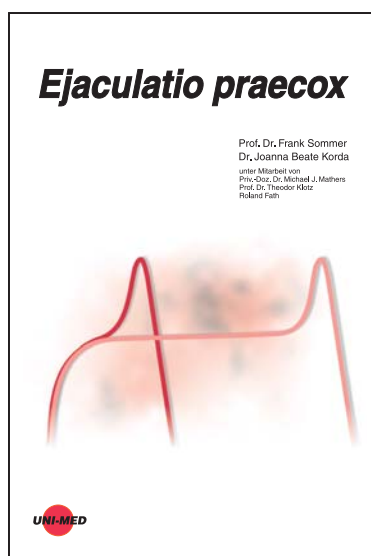 Ejaculatio praecox
Prof. Dr. Frank Sommer
Dr. Joanna Beate Korda
unter Mitarbeit von
Priv.-Doz. Dr. Michael J. Mathers
Prof. Dr. Theodor Klotz
Roland Fath
UNI-MED